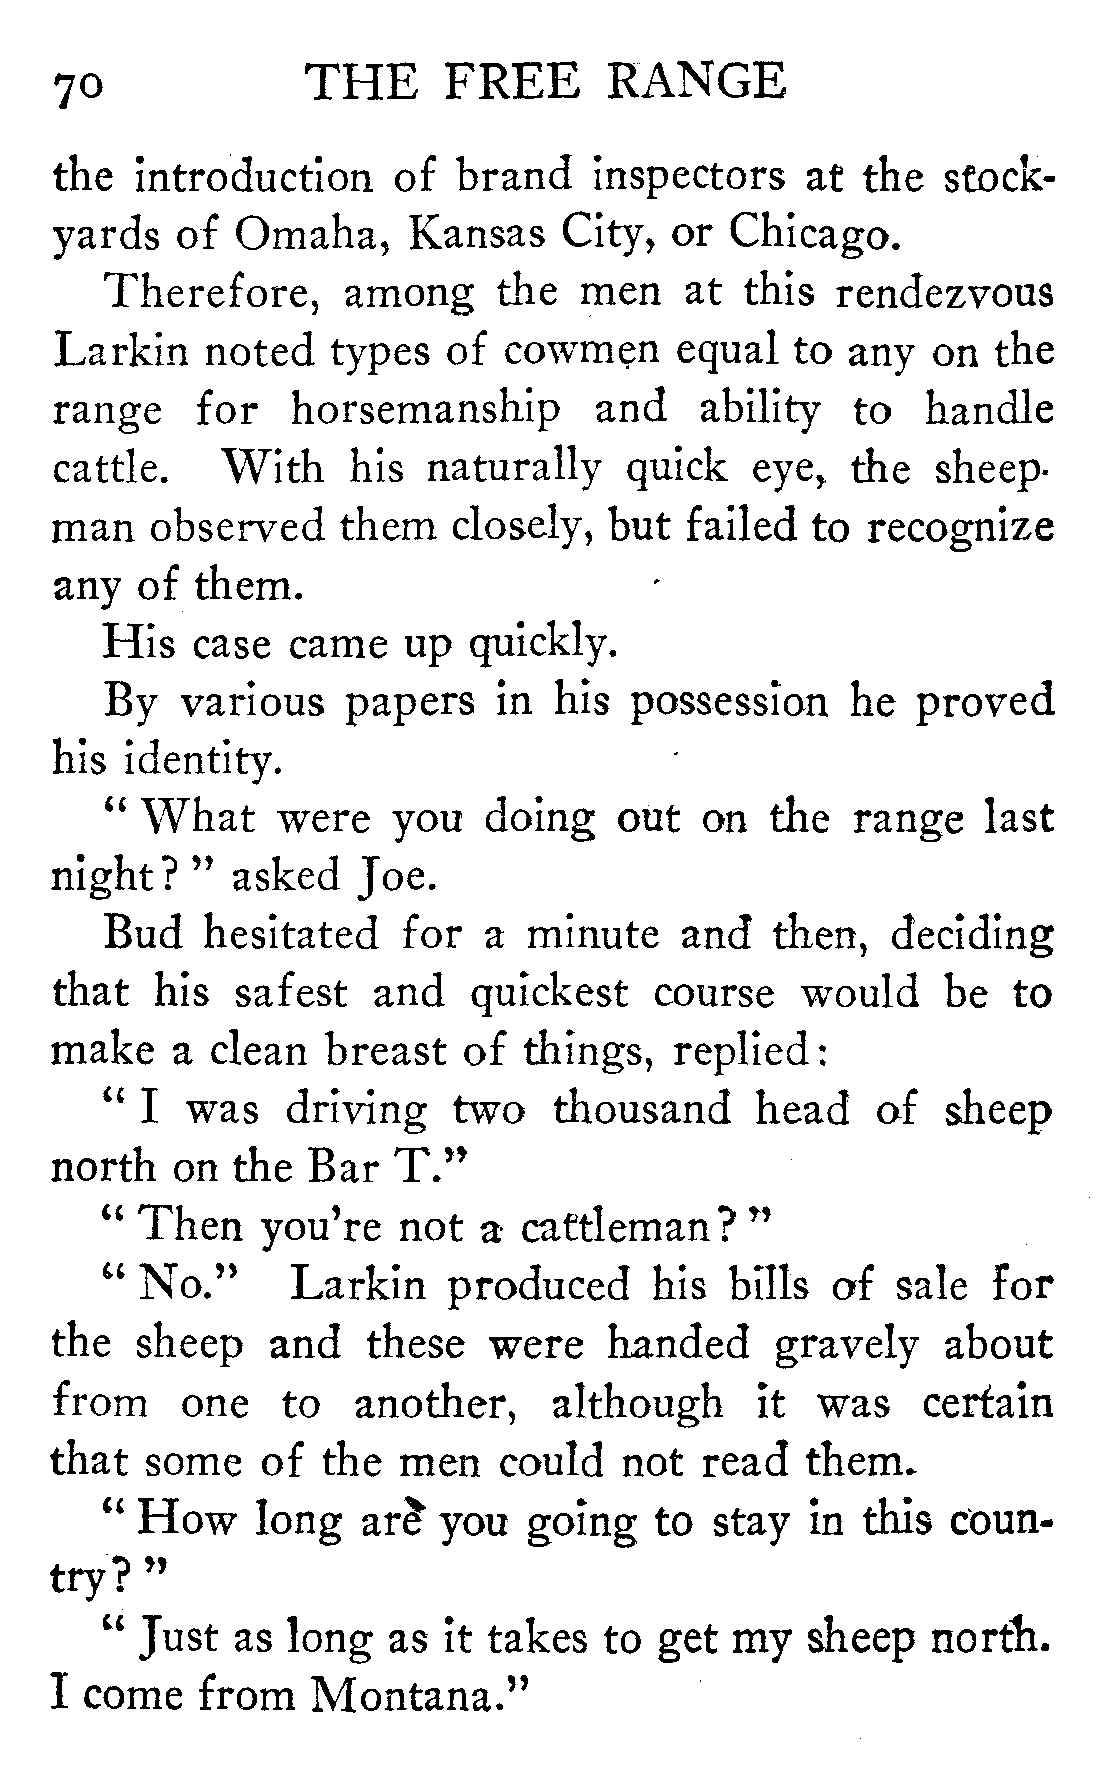 70 THE FREE RANGE
the introduction of brand inspectors at the stock-
yards of Omaha, Kansas City, or Chicago.
Therefore, among the men at this rendezvous
Larkin noted types of cowmen equal to any on the
range for horsemanship and ability to handle
cattle. With his naturally quick eye, the sheep-
man observed them closely, but failed to recognize
any of them.
His case came up quickly.
By various papers in his possession he proved
his identity.
" What were you doing out on the range last
night? " asked Joe.
Bud hesitated for a minute and then, deciding
that his safest and quickest course would be to
make a clean breast of things, replied:
" I was driving two thousand head of sheep
north on the Bar T."
" Then you're not a cattleman? "
" No." Larkin produced his bills of sale for
the sheep and these were handed gravely about
from one to another, although it was certain
that some of the men could not read them.
" How long are you going to stay in this coun-
try? "
" Just as long as it takes to get my sheep north.
I come from Montana."